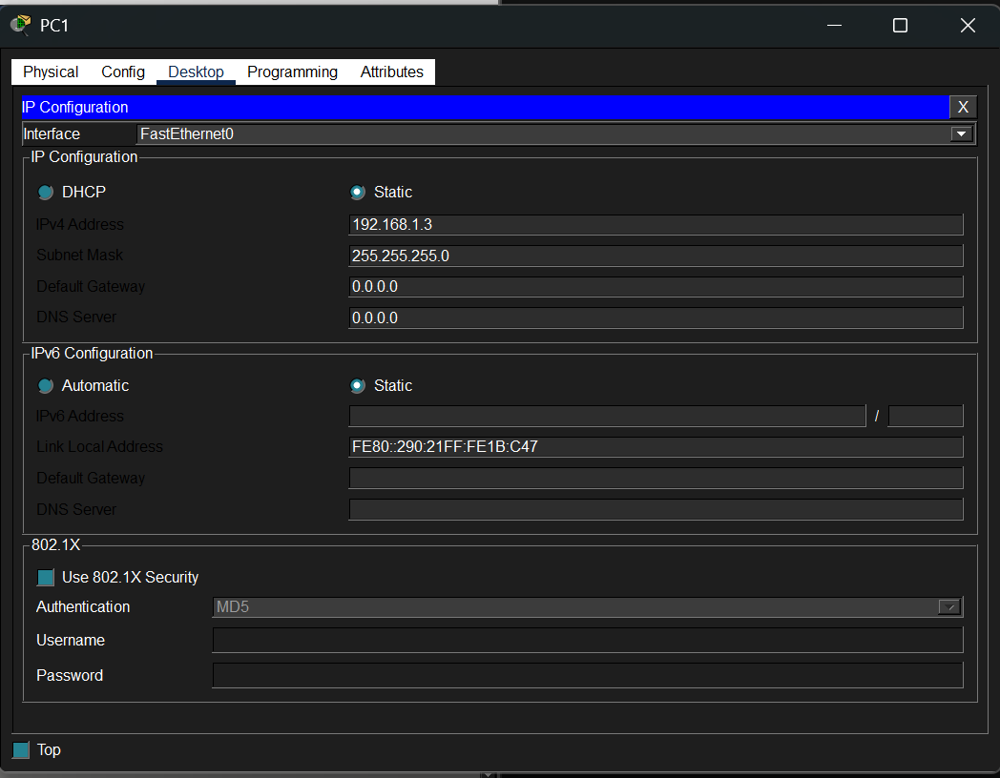 PC1
Physical Config Desktop Programming Attributes
IP Configuration X
Interface FastEthernet0
IP Configuration
DHCP Static
IPv4 Address 192.168.1.3
Subnet Mask 255.255.255.0
Default Gateway 0.0.0.0
DNS Server 0.0.0.0
IPv6 Configuration
Automatic Static
IPv6 Address /
Link Local Address FE80::290:21FF:FE1B:C47
Default Gateway
DNS Server
802.1X
Use 802.1X Security
Authentication MD5
Username
Password
Top